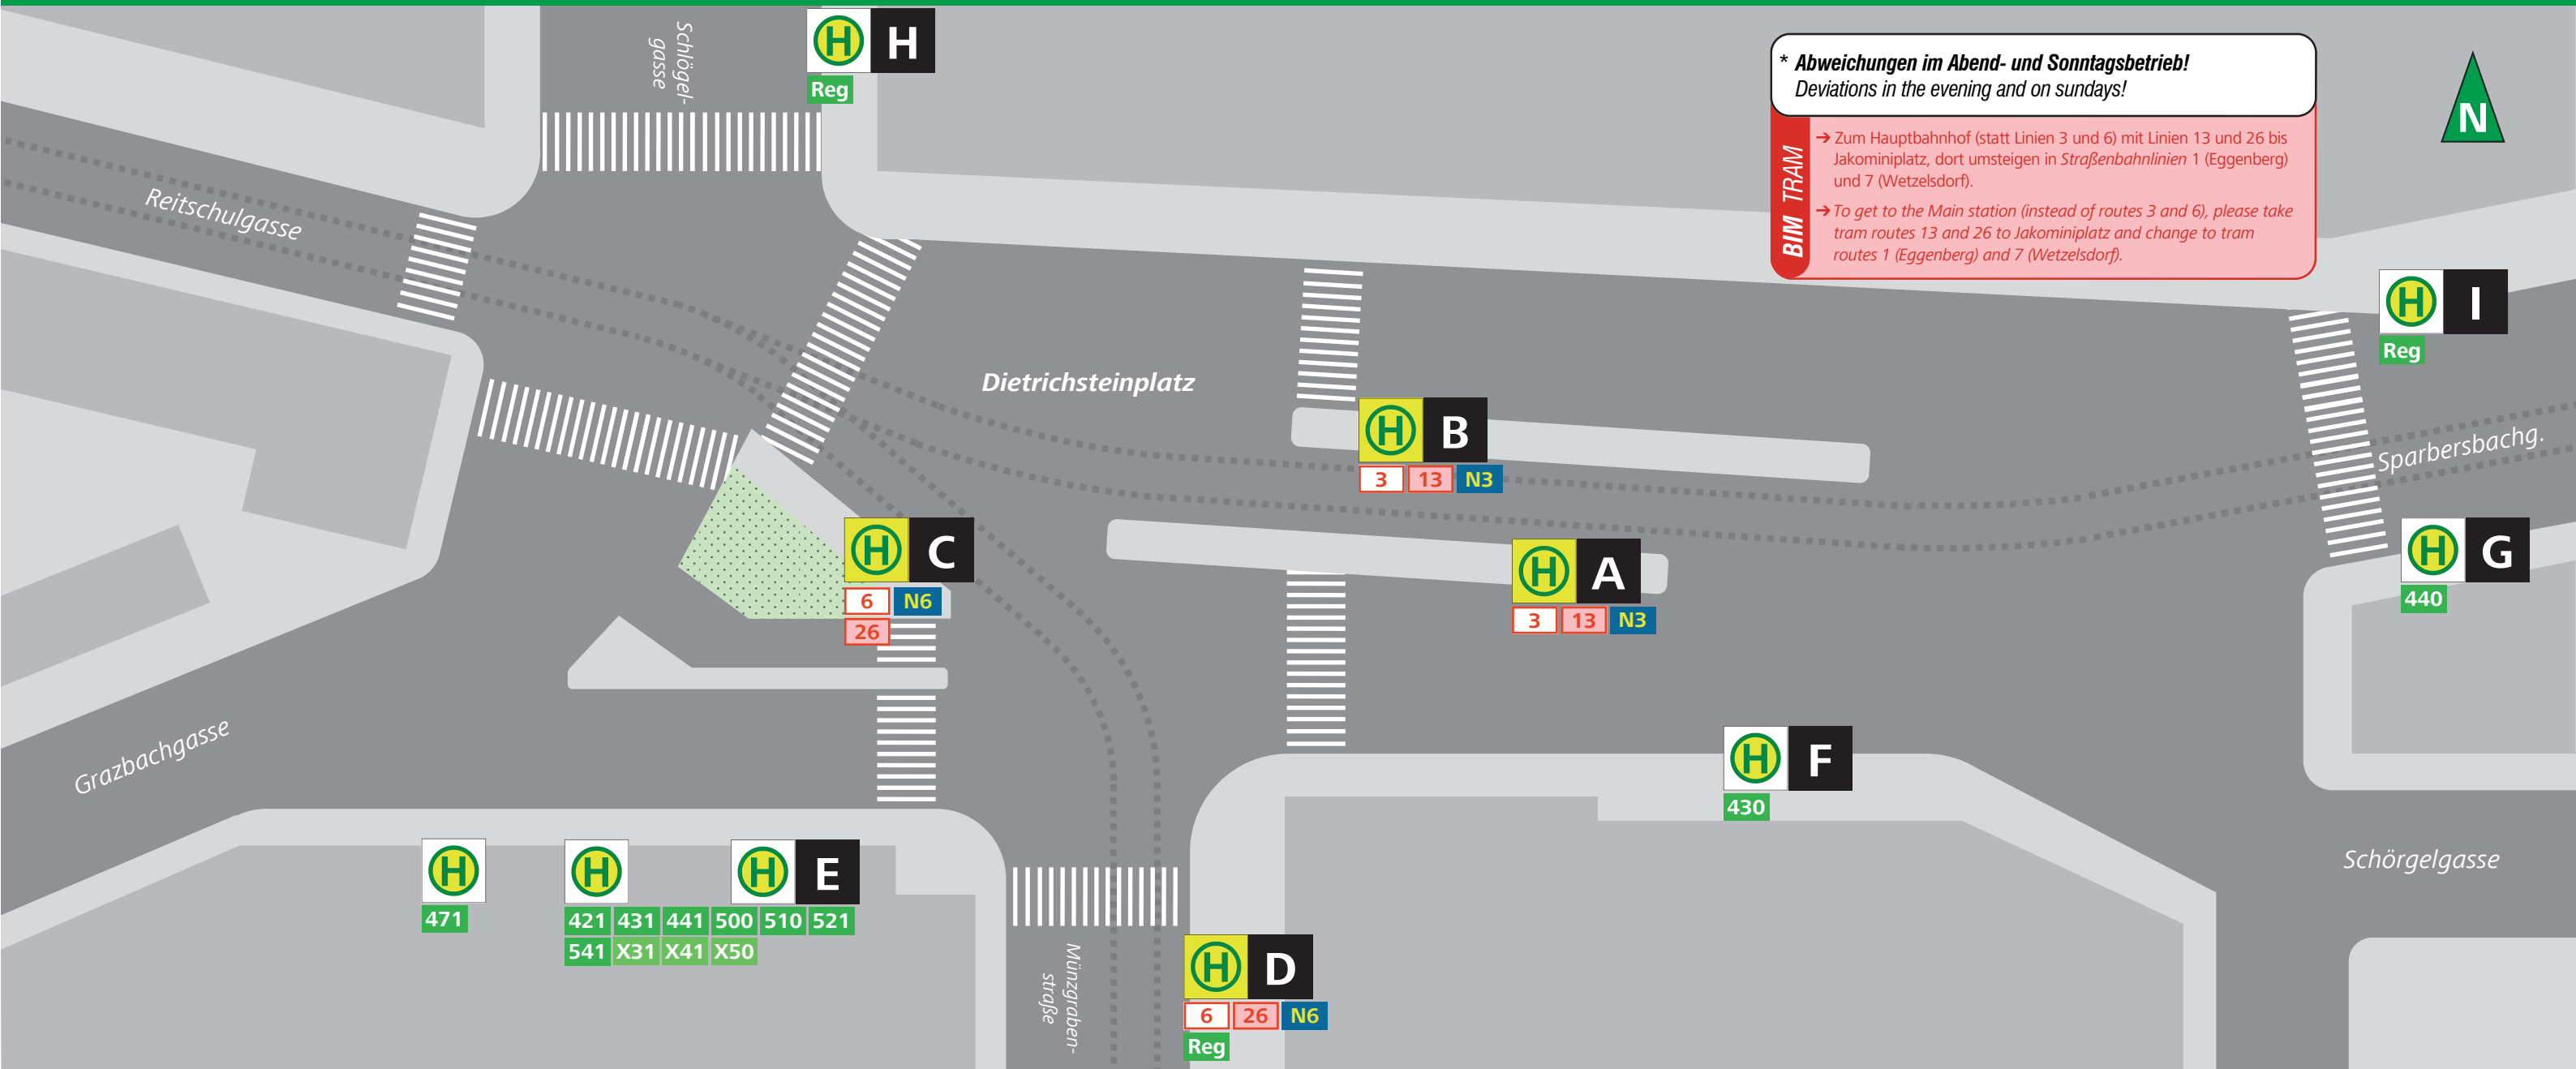 Schlögel-
gasse
H H
Reg
* Abweichungen im Abend- und Sonntagsbetrieb!
Deviations in the evening and on sundays!
BIM TRAM
➔ Zum Hauptbahnhof (statt Linien 3 und 6) mit Linien 13 und 26 bis
Jakominiplatz, dort umsteigen in Straßenbahnlinien 1 (Eggenberg)
und 7 (Wetzelsdorf).
➔ To get to the Main station (instead of routes 3 and 6), please take
tram routes 13 and 26 to Jakominiplatz and change to tram
routes 1 (Eggenberg) and 7 (Wetzelsdorf).
N
Reitschulgasse
H I
Reg
Dietrichsteinplatz
H B
3 13 N3
Sparbersbachg.
H C
6 N6
26
H A
3 13 N3
H G
440
Grazbachgasse
H F
430
Schörgelgasse
H
471
H
H E
421 431 441 500 510 521
541 X31 X41 X50
Münzgraben-
straße
H D
6 26 N6
Reg